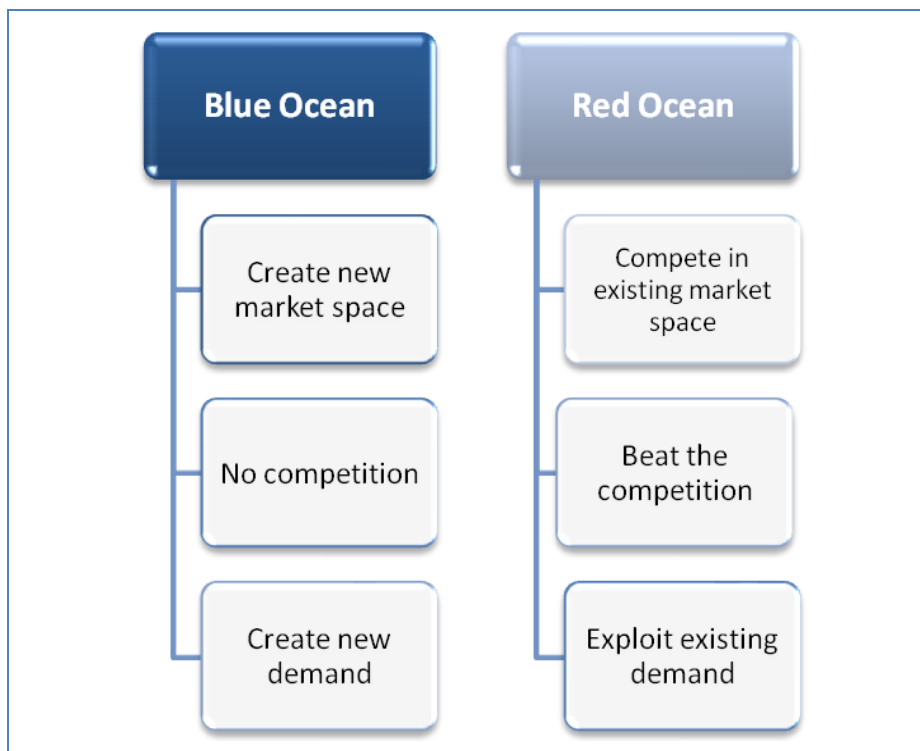 Blue Ocean
Create new
market space
No competition
Create new
demand
Red Ocean
Compete in
existing market
space
Beat the
competition
Exploit existing
demand